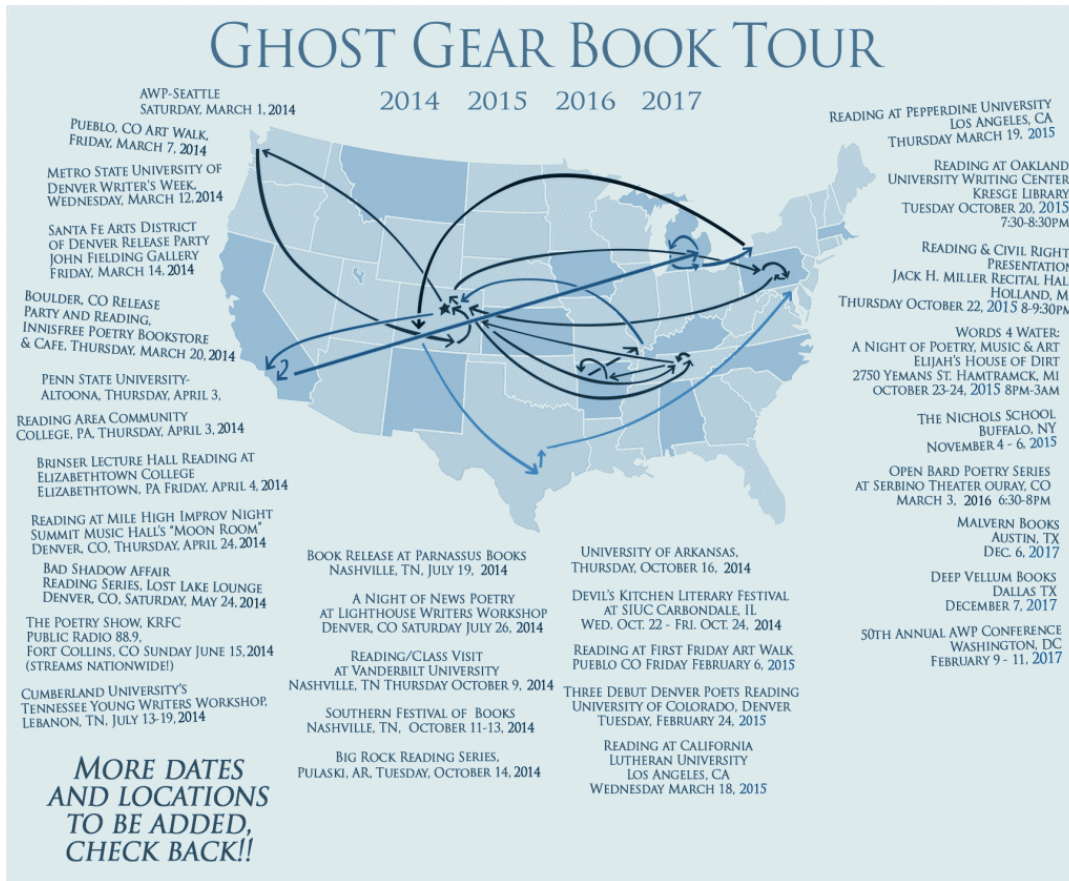 GHOST GEAR BOOK TOUR
2014 2015 2016 2017
AWP-SEATTLE
SATURDAY, MARCH 1, 2014
PUEBLO, CO ART WALK,
FRIDAY, MARCH 7, 2014
METRO STATE UNIVERSITY OF
DENVER WRITER'S WEEK,
WEDNESDAY, MARCH 12, 2014
SANTA FE ARTS DISTRICT
OF DENVER RELEASE PARTY
JOHN FIELDING GALLERY
FRIDAY, MARCH 14, 2014
BOULDER, CO RELEASE
PARTY AND READING,
INNISFREE POETRY BOOKSTORE
& CAFE, THURSDAY, MARCH 20, 2014
PENN STATE UNIVERSITY-
ALTOONA, THURSDAY, APRIL 3,
READING AREA COMMUNITY
COLLEGE, PA, THURSDAY, APRIL 3, 2014
BRINSER LECTURE HALL READING AT
ELIZABETHTOWN COLLEGE
ELIZABETHTOWN, PA FRIDAY, APRIL 4, 2014
READING AT MILE HIGH IMPROV NIGHT
SUMMIT MUSIC HALL'S "MOON ROOM"
DENVER, CO, THURSDAY, APRIL 24, 2014
BAD SHADOW AFFAIR
READING SERIES, LOST LAKE LOUNGE
DENVER, CO, SATURDAY, MAY 24, 2014
THE POETRY SHOW, KRFC
PUBLIC RADIO 88.9,
FORT COLLINS, CO SUNDAY JUNE 15, 2014
(STREAMS NATIONWIDE!)
CUMBERLAND UNIVERSITY'S
TENNESSEE YOUNG WRITERS WORKSHOP,
LEBANON, TN, JULY 13-19, 2014
MORE DATES
AND LOCATIONS
TO BE ADDED,
CHECK BACK!!
BOOK RELEASE AT PARNASSUS BOOKS
NASHVILLE, TN, JULY 19, 2014
A NIGHT OF NEWS POETRY
AT LIGHTHOUSE WRITERS WORKSHOP
DENVER, CO SATURDAY JULY 26, 2014
READING/CLASS VISIT
AT VANDERBILT UNIVERSITY
NASHVILLE, TN THURSDAY OCTOBER 9, 2014
SOUTHERN FESTIVAL OF BOOKS
NASHVILLE, TN, OCTOBER 11-13, 2014
BIG ROCK READING SERIES,
PULASKI, AR, TUESDAY, OCTOBER 14, 2014
UNIVERSITY OF ARKANSAS,
THURSDAY, OCTOBER 16, 2014
DEVIL'S KITCHEN LITERARY FESTIVAL
AT SIUC CARBONDALE, IL
WED. OCT. 22 - FRI. OCT. 24, 2014
READING AT FIRST FRIDAY ART WALK
PUEBLO CO FRIDAY FEBRUARY 6, 2015
THREE DEBUT DENVER POETS READING
UNIVERSITY OF COLORADO, DENVER
TUESDAY, FEBRUARY 24, 2015
READING AT CALIFORNIA
LUTHERAN UNIVERSITY
LOS ANGELES, CA
WEDNESDAY MARCH 18, 2015
READING AT PEPPERDINE UNIVERSITY
LOS ANGELES, CA
THURSDAY MARCH 19, 2015
READING AT OAKLAND
UNIVERSITY WRITING CENTER
KRESGE LIBRARY
TUESDAY OCTOBER 20, 2015
7:30-8:30PM
READING & CIVIL RIGHT
PRESENTATION
JACK H. MILLER RECITAL HAL
HOLLAND, M
THURSDAY OCTOBER 22, 2015 8-9:30PM
WORDS 4 WATER:
A NIGHT OF POETRY, MUSIC & ART
ELIJAH'S HOUSE OF DIRT
2750 YEMANS ST. HAMTRAMCK, MI
OCTOBER 23-24, 2015 8PM-3AM
THE NICHOLS SCHOOL
BUFFALO, NY
NOVEMBER 4 - 6, 2015
OPEN BARD POETRY SERIES
AT SERBINO THEATER OURAY, CO
MARCH 3, 2016 6:30-8PM
MALVERN BOOKS
AUSTIN, TX
DEC. 6, 2017
DEEP VELLUM BOOKS
DALLAS TX
DECEMBER 7, 2017
50TH ANNUAL AWP CONFERENCE
WASHINGTON, DC
FEBRUARY 9 - 11, 2017